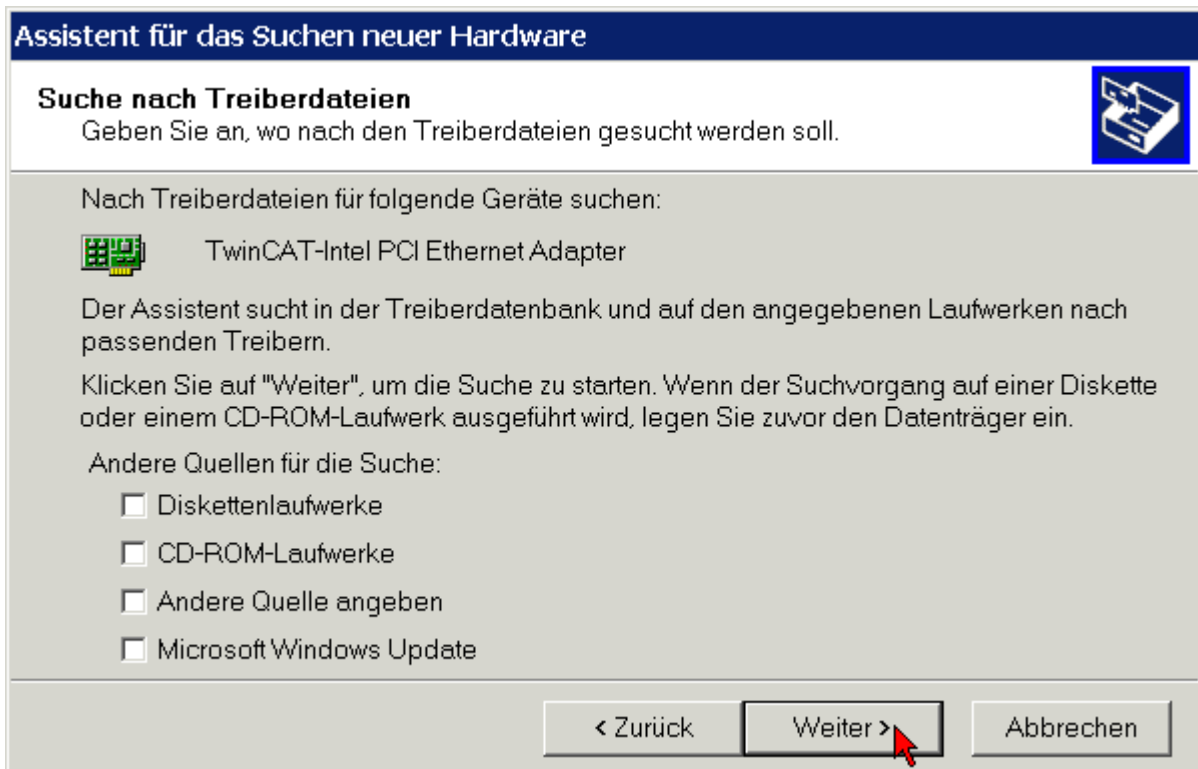 Assistent für das Suchen neuer Hardware
Suche nach Treiberdateien
Geben Sie an, wo nach den Treiberdateien gesucht werden soll.
Nach Treiberdateien für folgende Geräte suchen:
TwinCAT-Intel PCI Ethernet Adapter
Der Assistent sucht in der Treiberdatenbank und auf den angegebenen Laufwerken nach
passenden Treibern.
Klicken Sie auf "Weiter", um die Suche zu starten. Wenn der Suchvorgang auf einer Diskette
oder einem CD-ROM-Laufwerk ausgeführt wird, legen Sie zuvor den Datenträger ein.
Andere Quellen für die Suche:
Diskettenlaufwerke
CD-ROM-Laufwerke
Andere Quelle angeben
Microsoft Windows Update
< Zurück Weiter > Abbrechen